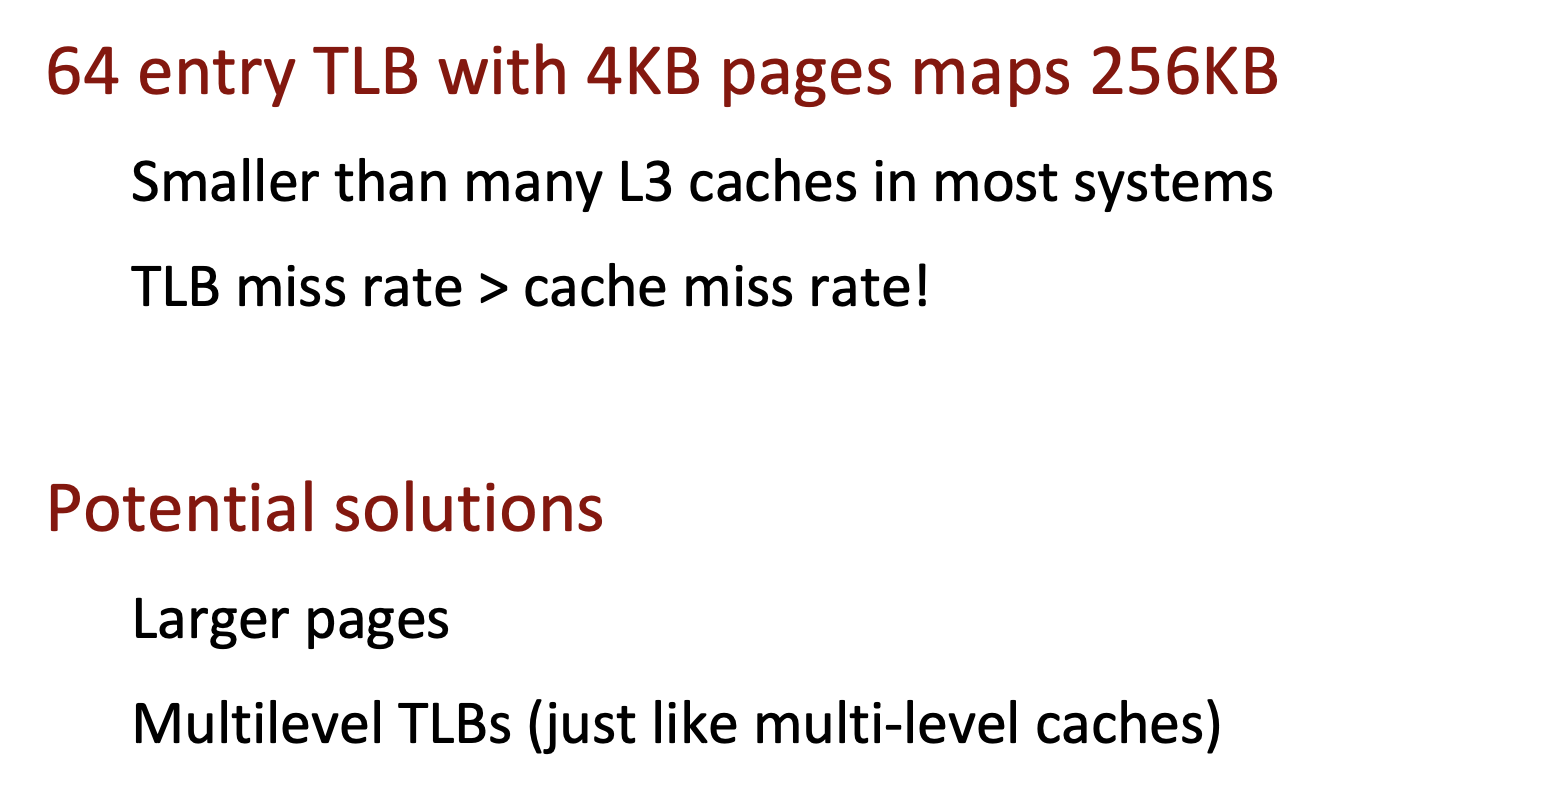 64 entry TLB with 4KB pages maps 256KB
Smaller than many L3 caches in most systems
TLB miss rate > cache miss rate!
Potential solutions
Larger pages
Multilevel TLBs (just like multi-level caches)